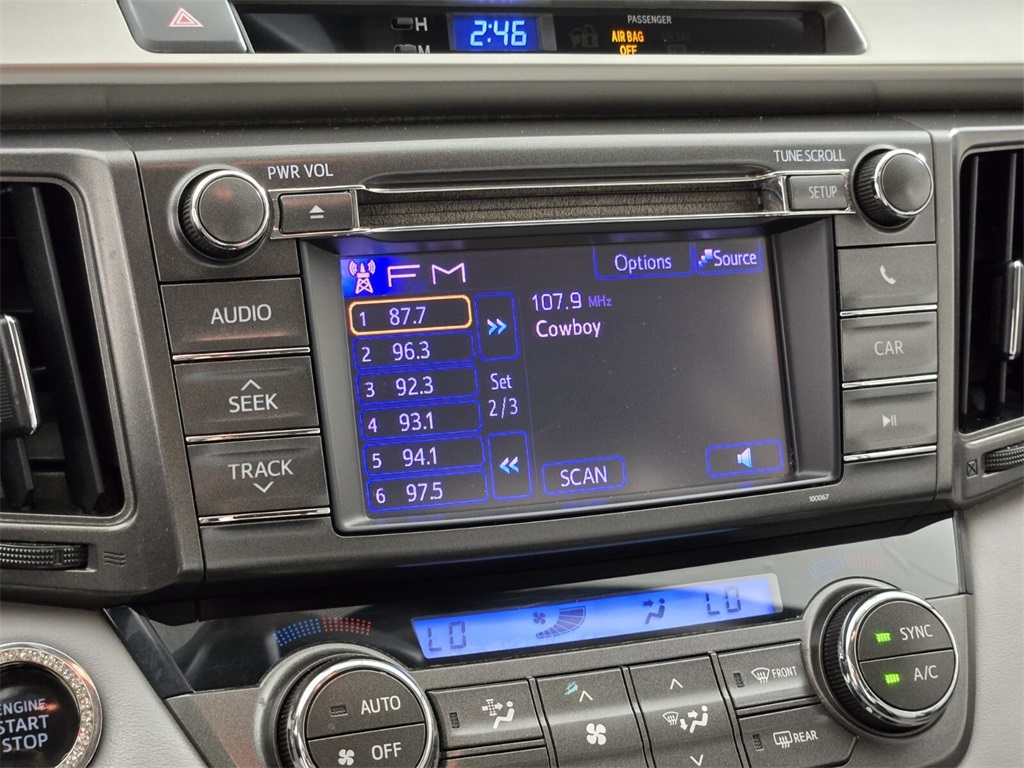 H
M
2:46
PASSENGER
AIR BAG
OFF
PWR VOL
TUNE SCROLL
SETUP
FM
Options
Source
AUDIO
1 87.7
107.9 MHz
Cowboy
2 96.3
CAR
SEEK
3 92.3
Set
2/3
4 93.1
TRACK
5 94.1
SCAN
6 97.5
100067
LO
LO
SYNC
A/C
FRONT
REAR
AUTO
OFF
ENGINE
START
STOP